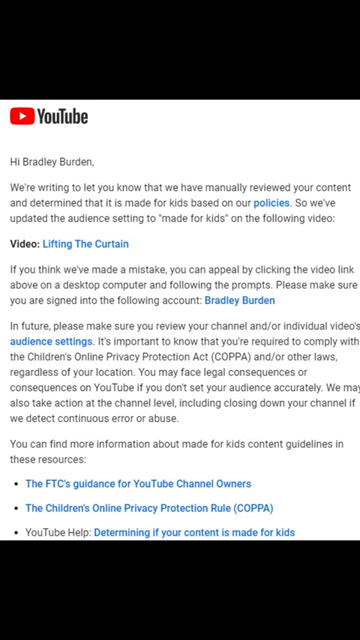 YouTube
Hi Bradley Burden,
We're writing to let you know that we have manually reviewed your content
and determined that it is made for kids based on our policies. So we've
updated the audience setting to "made for kids" on the following video:
Video: Lifting The Curtain
If you think we've made a mistake, you can appeal by clicking the video link
above on a desktop computer and following the prompts. Please make sure
you are signed into the following account: Bradley Burden
In future, please make sure you review your channel and/or individual video's
audience settings. It's important to know that you're required to comply with
the Children's Online Privacy Protection Act (COPPA) and/or other laws,
regardless of your location. You may face legal consequences or
consequences on YouTube if you don't set your audience accurately. We may
also take action at the channel level, including closing down your channel if
we detect continuous error or abuse.
You can find more information about made for kids content guidelines in
these resources:
• The FTC's guidance for YouTube Channel Owners
• The Children's Online Privacy Protection Rule (COPPA)
• YouTube Help: Determining if your content is made for kids